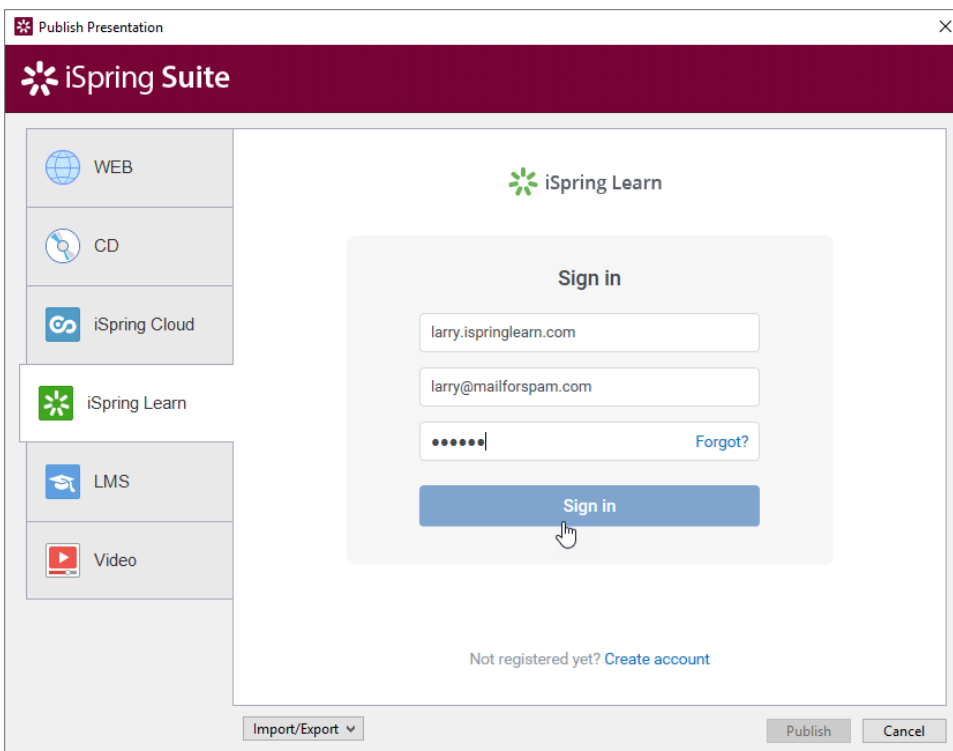 Publish Presentation
iSpring Suite
WEB
CD
iSpring Cloud
iSpring Learn
LMS
Video
iSpring Learn
Sign in
larry.ispringlearn.com
larry@mailforspam.com
●●●●●● Forgot?
Sign in
Not registered yet? Create account
Import/Export
Publish Cancel